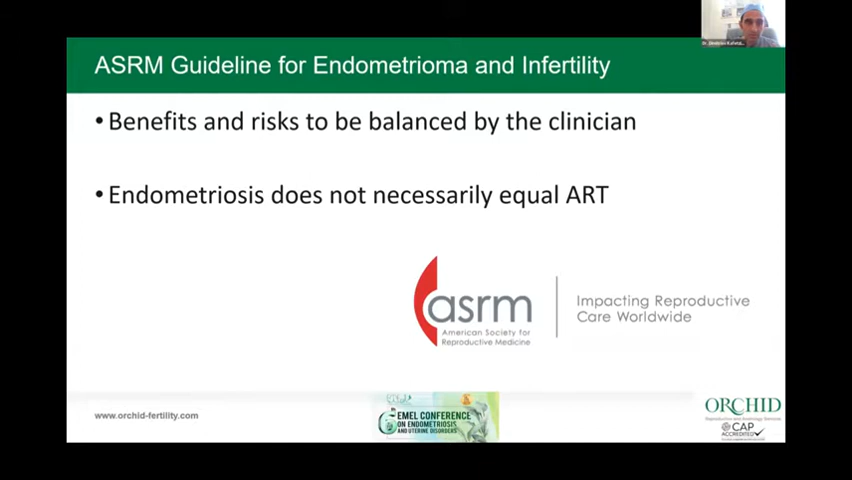 ASRM Guideline for Endometrioma and Infertility
• Benefits and risks to be balanced by the clinician
• Endometriosis does not necessarily equal ART
asrm
American Society for
Reproductive Medicine
Impacting Reproductive
Care Worldwide
www.orchid-fertility.com
EMEL CONFERENCE
ON ENDOMETRIOSIS
AND UTERINE DISORDERS
ORCHID
CAP
ACCREDITED